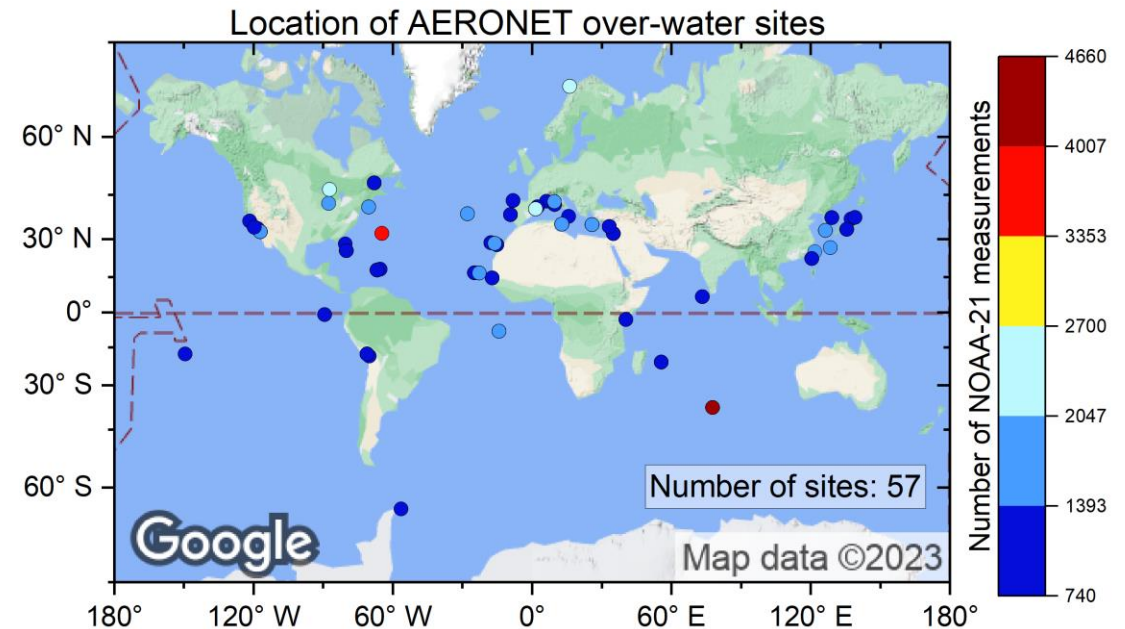 Location of AERONET over-water sites
60° N
30° N
0°
30° S
60° S
180°
120° W
60 W
0°
60° E
120° E
180°
Number of sites: 57
Google
Map data ©2023
Number of NOAA-21 measurements
4660
4007
3353
2700
2047
1393
740